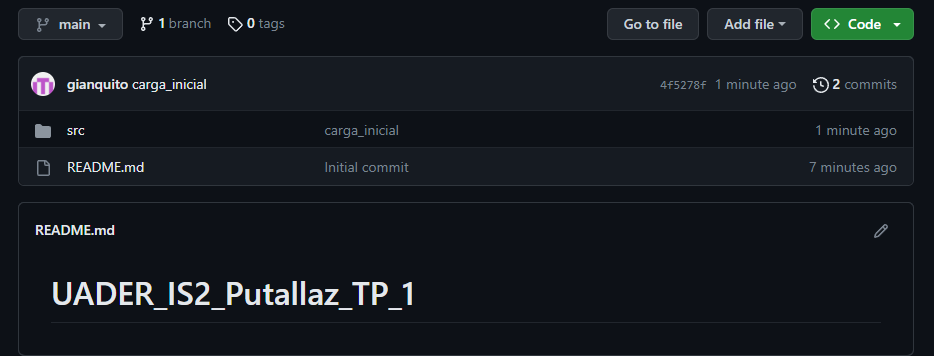 main 1 branch 0 tags Go to file Add file Code
gianquito carga_inicial 4f5278f 1 minute ago 2 commits
src carga_inicial 1 minute ago
README.md Initial commit 7 minutes ago
README.md
UADER_IS2_Putallaz_TP_1